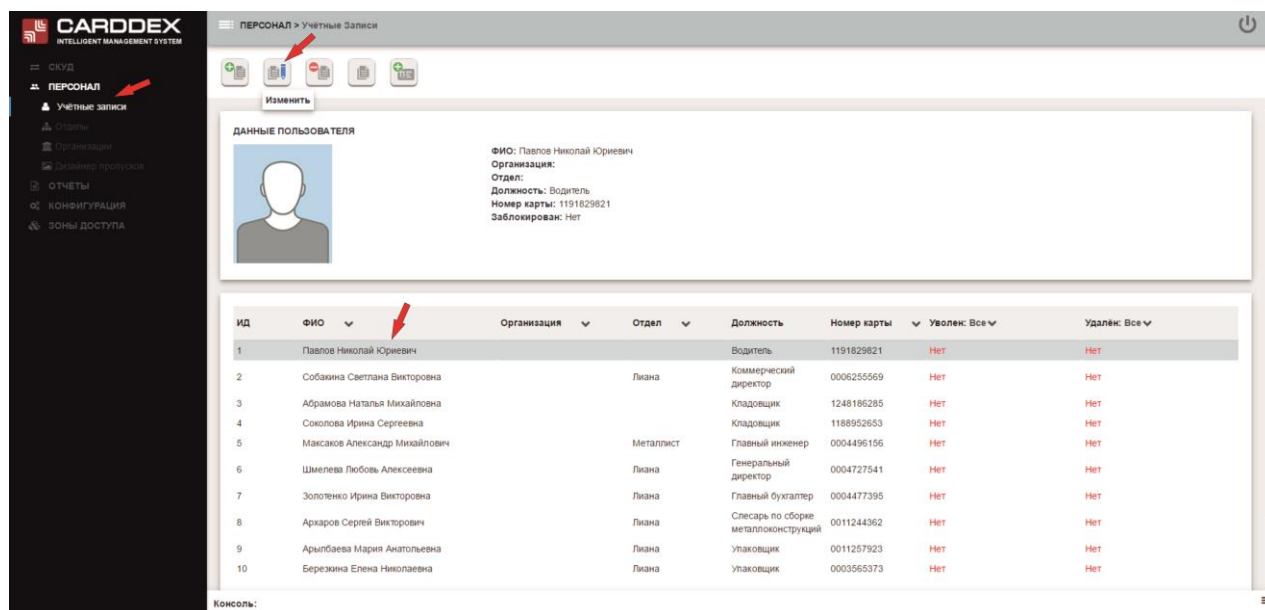 CARDDEX
INTELLIGENT MANAGEMENT SYSTEM
ПЕРСОНАЛ > Учётные Записи
СКУД
ПЕРСОНАЛ
Учётные записи
Отделы
Организации
Дизайнер пропусков
ОТЧЁТЫ
КОНФИГУРАЦИЯ
ЗОНЫ ДОСТУПА
Изменить
ДАННЫЕ ПОЛЬЗОВАТЕЛЯ
ФИО: Павлов Николай Юриевич
Организация:
Отдел:
Должность: Водитель
Номер карты: 1191829821
Заблокирован: Нет
ИД ФИО Организация Отдел Должность Номер карты Уволен: Все Удалён: Все
1 Павлов Николай Юриевич Водитель 1191829821 Нет Нет
2 Собакина Светлана Викторовна Лиана Коммерческий директор 0006255569 Нет Нет
3 Абрамова Наталья Михайловна Кладовщик 1248186285 Нет Нет
4 Соколова Ирина Сергеевна Кладовщик 1188952653 Нет Нет
5 Максаков Александр Михайлович Металлист Главный инженер 0004496156 Нет Нет
6 Шмелева Любовь Алексеевна Лиана Генеральный директор 0004727541 Нет Нет
7 Золотенко Ирина Викторовна Лиана Главный бухгалтер 0004477395 Нет Нет
8 Архаров Сергей Викторович Лиана Слесарь по сборке металлоконструкций 0011244362 Нет Нет
9 Арылбаева Мария Анатольевна Лиана Упаковщик 0011257923 Нет Нет
10 Березкина Елена Николаевна Лиана Упаковщик 0003565373 Нет Нет
Консоль: